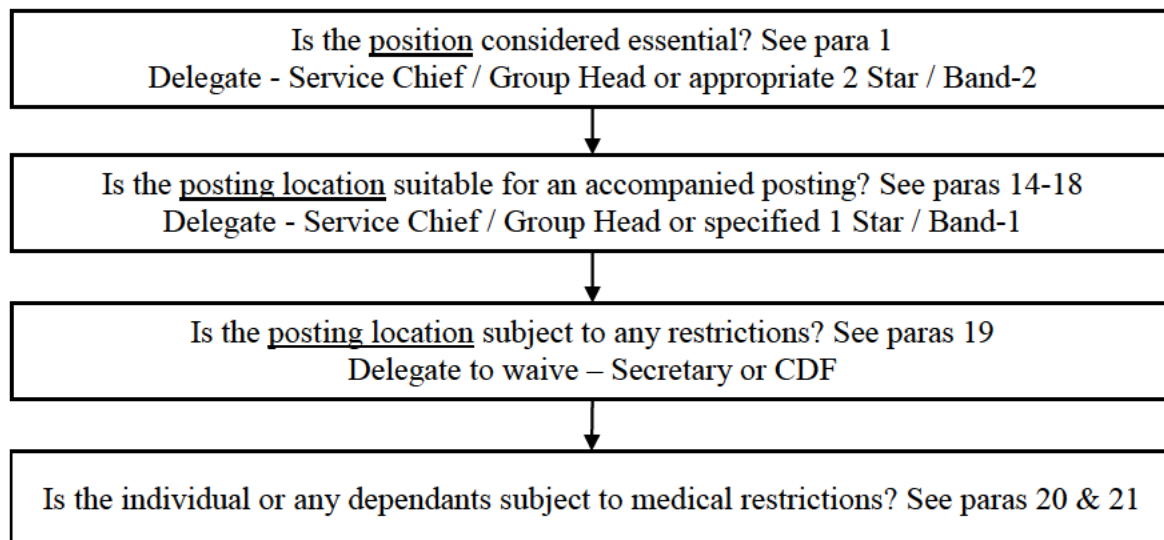 Is the position considered essential? See para 1
Delegate - Service Chief / Group Head or appropriate 2 Star / Band-2
Is the posting location suitable for an accompanied posting? See paras 14-18
Delegate - Service Chief / Group Head or specified 1 Star / Band-1
Is the posting location subject to any restrictions? See paras 19
Delegate to waive – Secretary or CDF
Is the individual or any dependants subject to medical restrictions? See paras 20 & 21